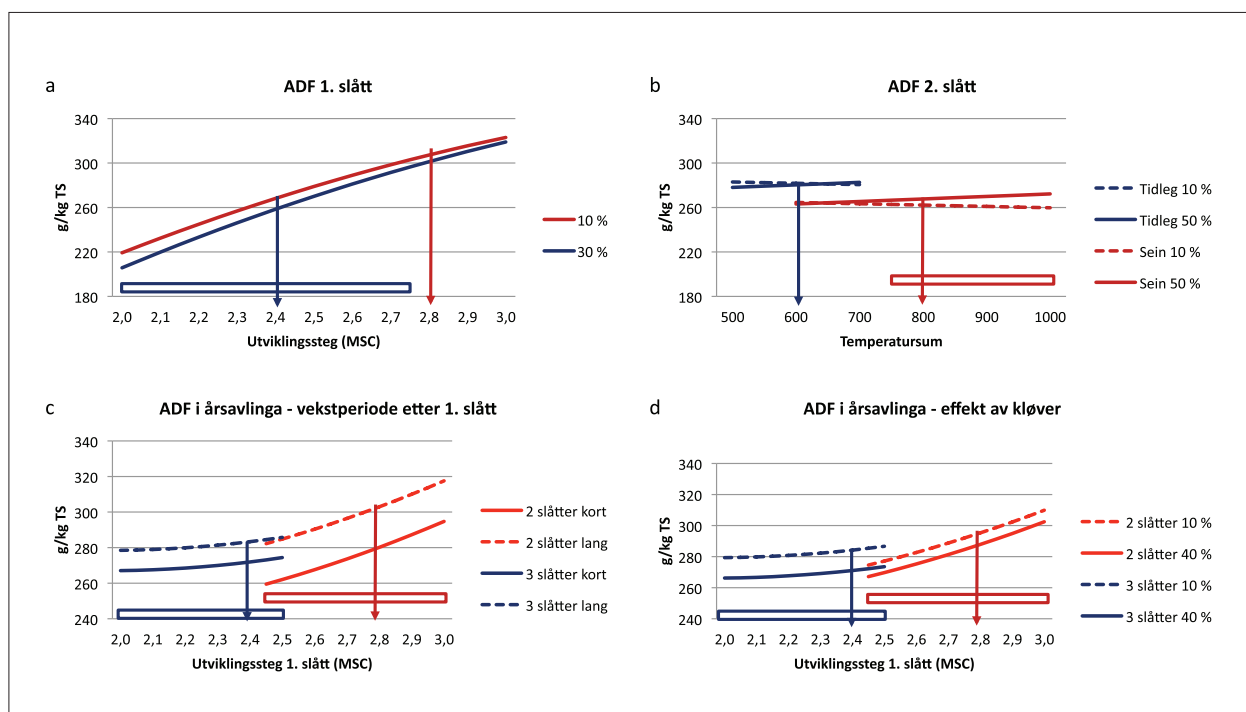 a
ADF 1. slått
g/kg TS
340
300
260
220
180
2,0 2,1 2,2 2,3 2,4 2,5 2,6 2,7 2,8 2,9 3,0
Utviklingssteg (MSC)
10 %
30 %
b
ADF 2. slått
g/kg TS
340
300
260
220
180
500 600 700 800 900 1000
Temperatursum
Tidleg 10 %
Tidleg 50 %
Sein 10 %
Sein 50 %
c
ADF i årsavlinga - vekstperiode etter 1. slått
g/kg TS
340
320
300
280
260
240
2,0 2,1 2,2 2,3 2,4 2,5 2,6 2,7 2,8 2,9 3,0
Utviklingssteg 1. slått (MSC)
2 slåtter kort
2 slåtter lang
3 slåtter kort
3 slåtter lang
d
ADF i årsavlinga - effekt av kløver
g/kg TS
340
320
300
280
260
240
2,0 2,1 2,2 2,3 2,4 2,5 2,6 2,7 2,8 2,9 3,0
Utviklingssteg 1. slått (MSC)
2 slåtter 10 %
2 slåtter 40 %
3 slåtter 10 %
3 slåtter 40 %